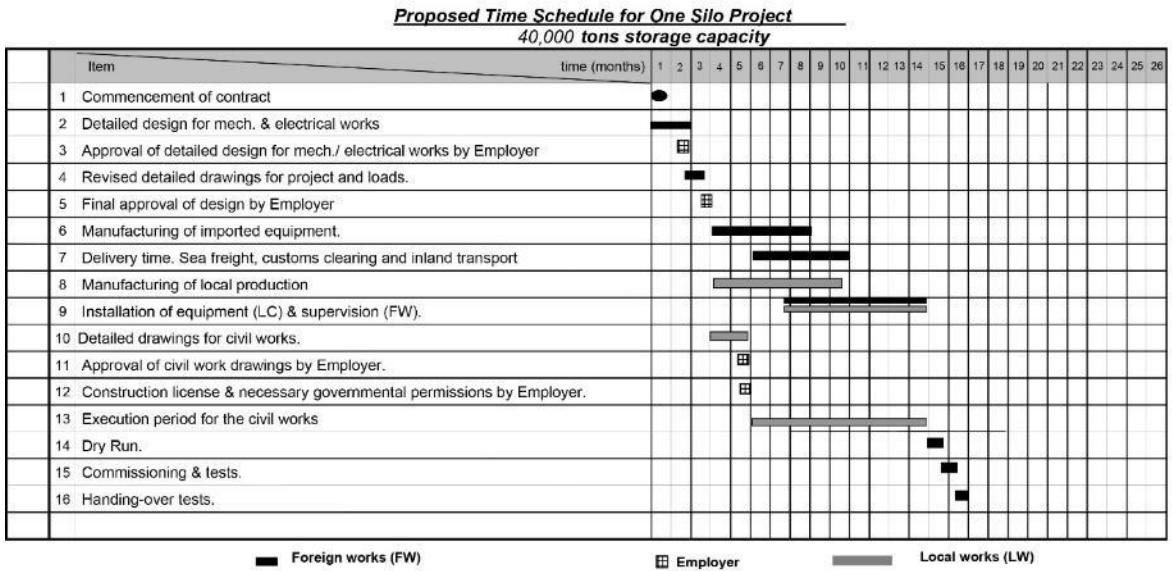 Proposed Time Schedule for One Silo Project
40,000 tons storage capacity
Item time (months) 1 2 3 4 5 6 7 8 9 10 11 12 13 14 15 16 17 18 19 20 21 22 23 24 25 26
1 Commencement of contract
2 Detailed design for mech. & electrical works
3 Approval of detailed design for mech./ electrical works by Employer
4 Revised detailed drawings for project and loads.
5 Final approval of design by Employer
6 Manufacturing of imported equipment.
7 Delivery time. Sea freight, customs clearing and inland transport
8 Manufacturing of local production
9 Installation of equipment (LC) & supervision (FW).
10 Detailed drawings for civil works.
11 Approval of civil work drawings by Employer.
12 Construction license & necessary governmental permissions by Employer.
13 Execution period for the civil works
14 Dry Run.
15 Commissioning & tests.
16 Handing-over tests.
Foreign works (FW) Employer Local works (LW)